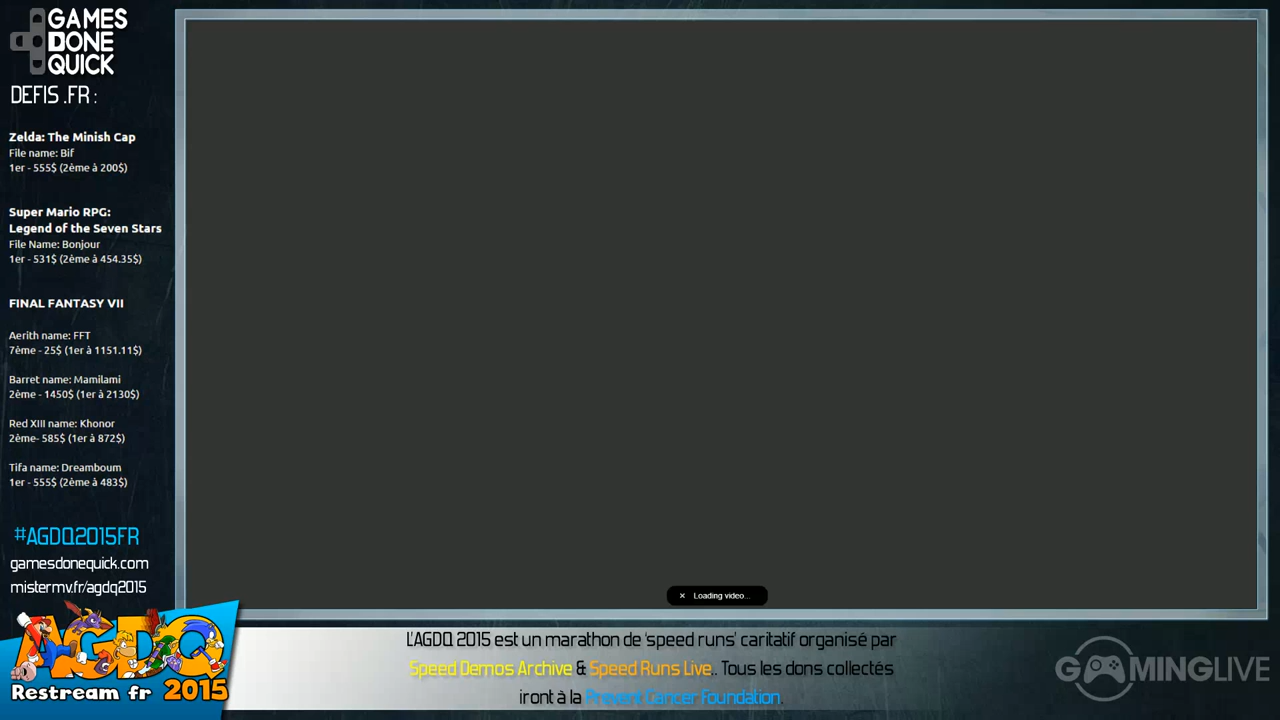 GAMES
DONE
QUICK
DEFIS .FR :
Zelda: The Minish Cap
File name: Bif
1er - 555$ (2ème à 200$)
Super Mario RPG:
Legend of the Seven Stars
File Name: Bonjour
1er - 531$ (2ème à 454.35$)
FINAL FANTASY VII
Aerith name: FFT
7ème - 25$ (1er à 1151.11$)
Barret name: Mamilami
2ème - 1450$ (1er à 2130$)
Red XIII name: Khonor
2ème- 585$ (1er à 872$)
Tifa name: Dreamboum
1er - 555$ (2ème à 483$)
#AGDQ2015FR
gamesdonequick.com
mistermv.fr/agdq2015
AGDQ
Restream fr 2015
× Loading video...
L'AGDQ 2015 est un marathon de 'speed runs' caritatif organisé par
Speed Demos Archive & Speed Runs Live.. Tous les dons collectés
iront à la Prevent Cancer Foundation.
GAMINGLIVE